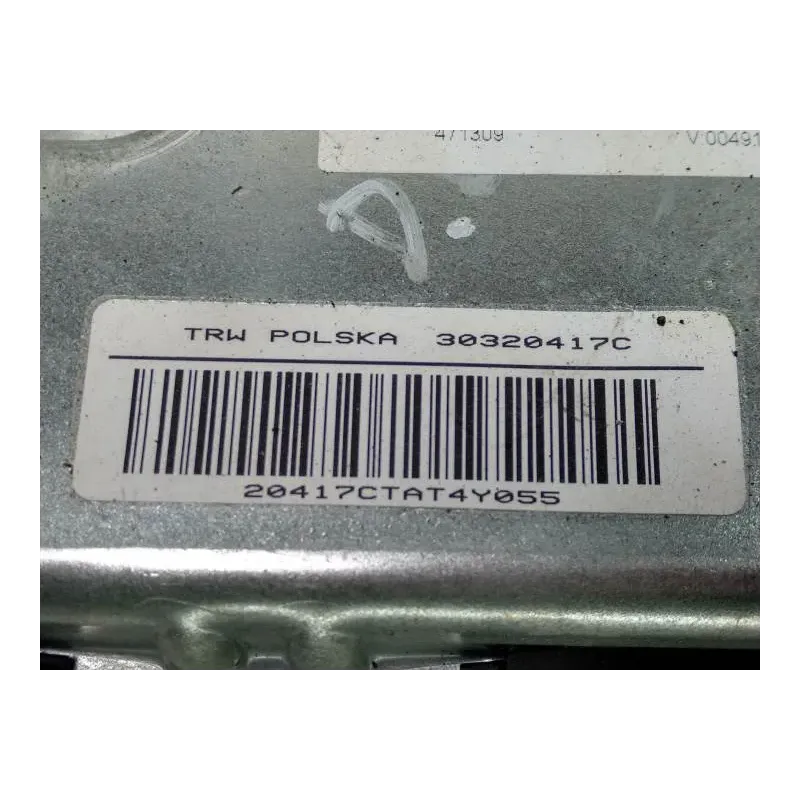 471309
V.00491
TRW POLSKA 30320417C
20417CTAT4Y055